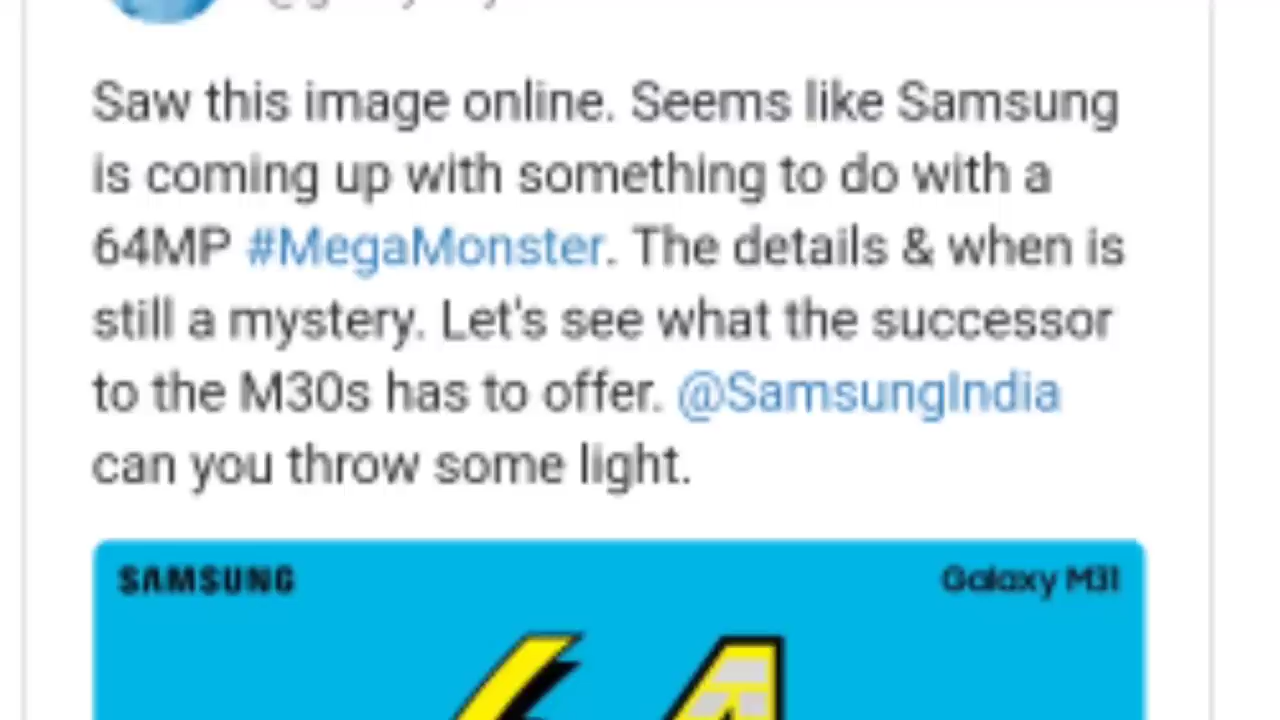 Saw this image online. Seems like Samsung
is coming up with something to do with a
64MP #MegaMonster. The details & when is
still a mystery. Let's see what the successor
to the M30s has to offer. @SamsungIndia
can you throw some light.
SAMSUNG
Galaxy M31
64